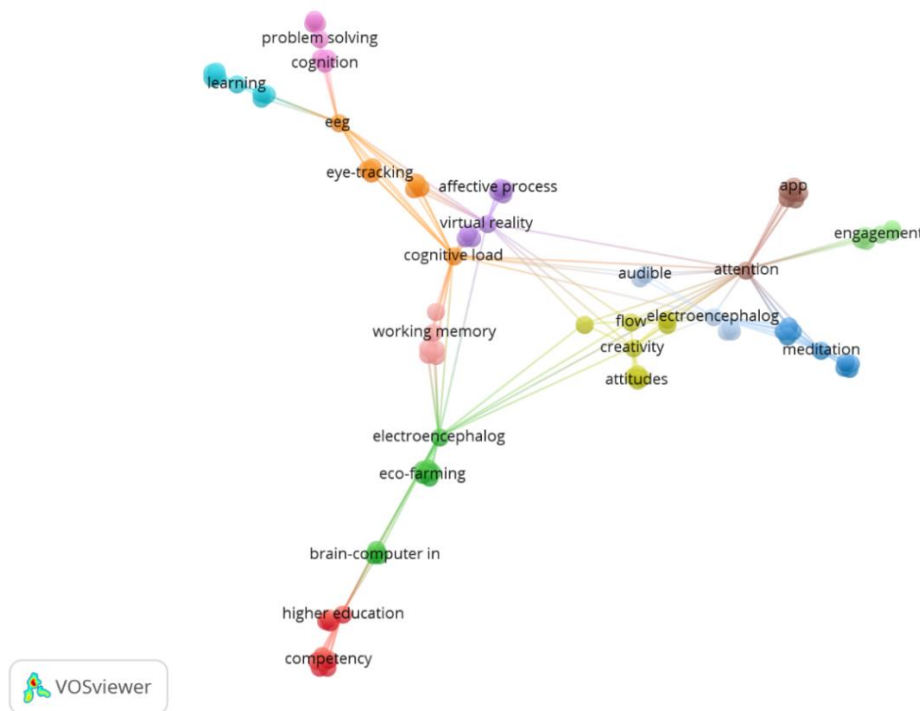 problem solving
cognition
learning
eeg
eye-tracking
affective process
app
virtual reality
engagement
cognitive load
audible
attention
flow
electroencephalog
working memory
creativity
meditation
attitudes
electroencephalog
eco-farming
brain-computer in
higher education
competency
VOSviewer